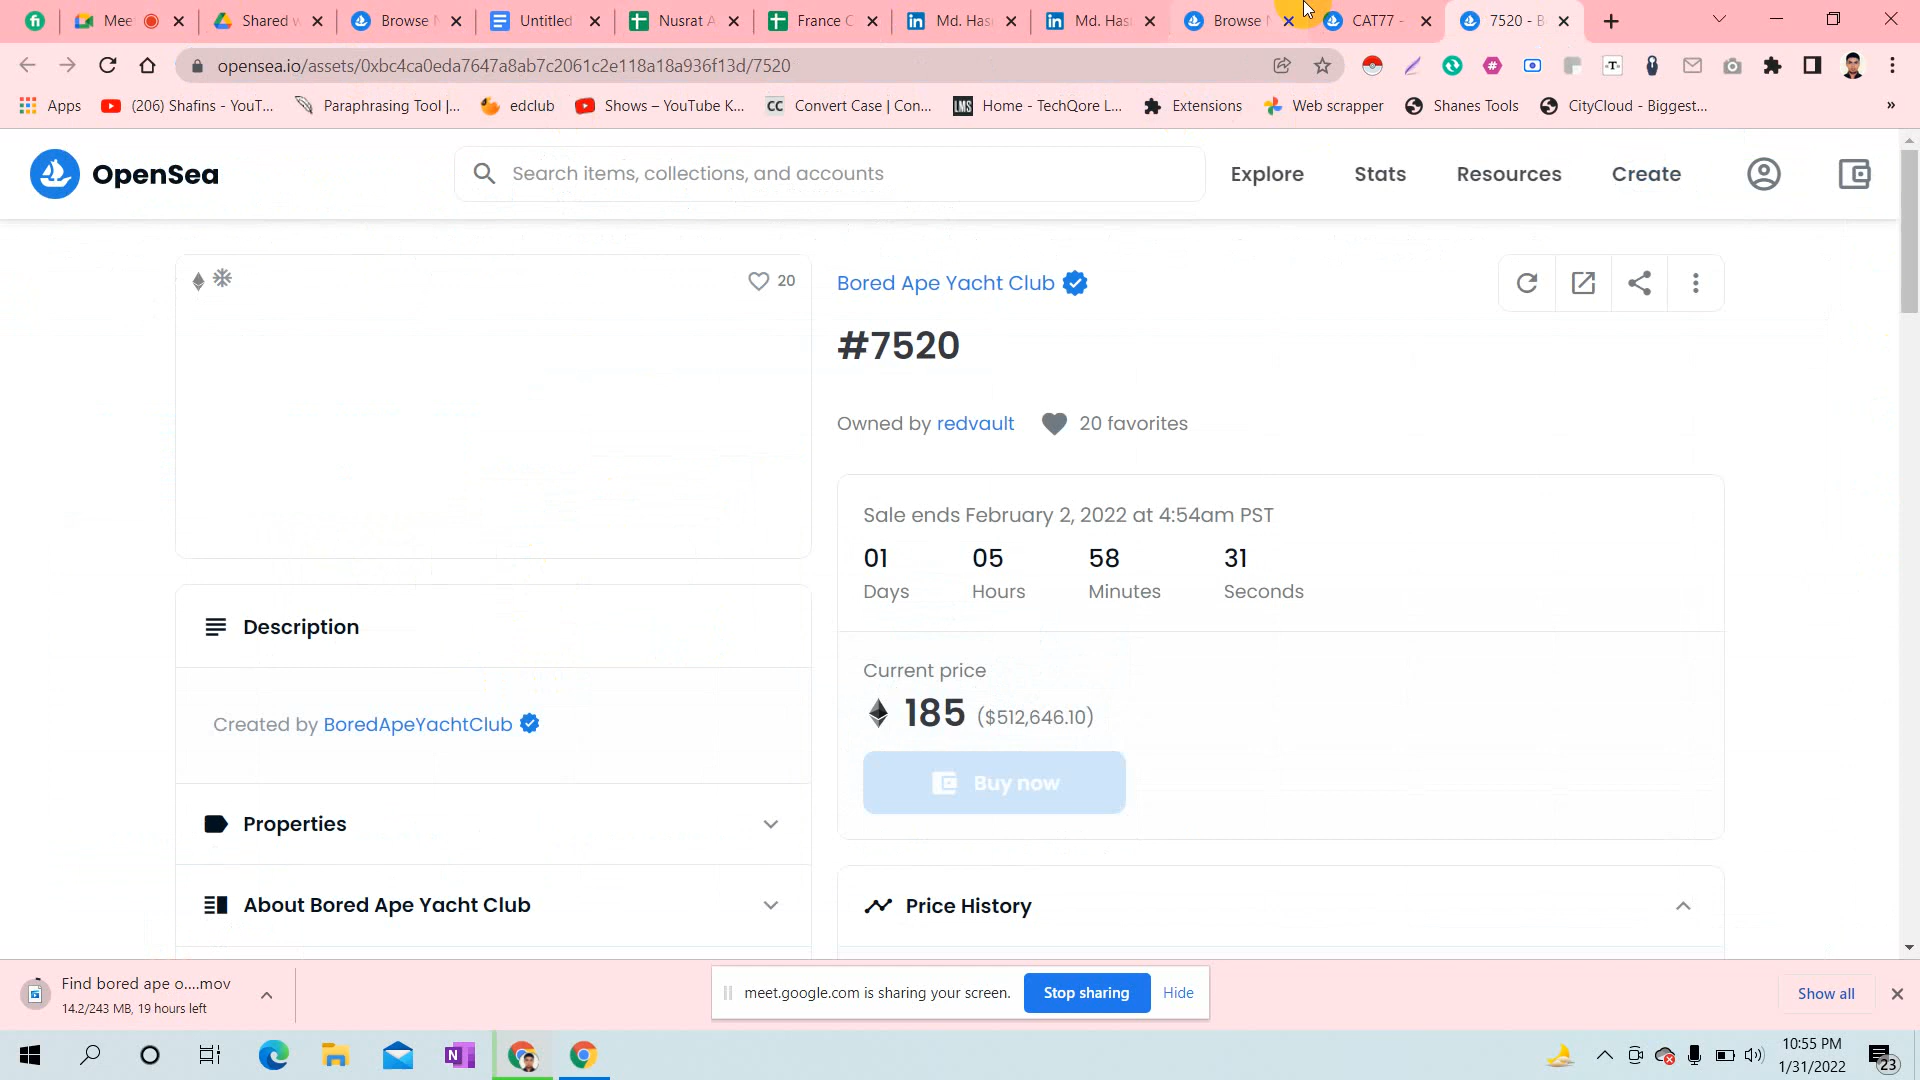 Meet
Shared w
Browse N
Untitled
Nusrat A
France C
Md. Has
Md. Has
Browse N
CAT77 -
7520 - B
opensea.io/assets/0xbc4ca0eda7647a8ab7c2061c2e118a18a936f13d/7520
Apps
(206) Shafins - YouT...
Paraphrasing Tool |...
edclub
Shows – YouTube K...
CC Convert Case | Con...
LMS Home - TechQore L...
Extensions
Web scrapper
Shanes Tools
CityCloud - Biggest...
»
OpenSea
Search items, collections, and accounts
Explore
Stats
Resources
Create
20
Bored Ape Yacht Club
#7520
Owned by redvault
20 favorites
Sale ends February 2, 2022 at 4:54am PST
01 05 58 31
Days Hours Minutes Seconds
Current price
185 ($512,646.10)
Buy now
Price History
Description
Created by BoredApeYachtClub
Properties
About Bored Ape Yacht Club
Find bored ape o....mov
14.2/243 MB, 19 hours left
meet.google.com is sharing your screen.
Stop sharing
Hide
Show all
10:55 PM
1/31/2022
23